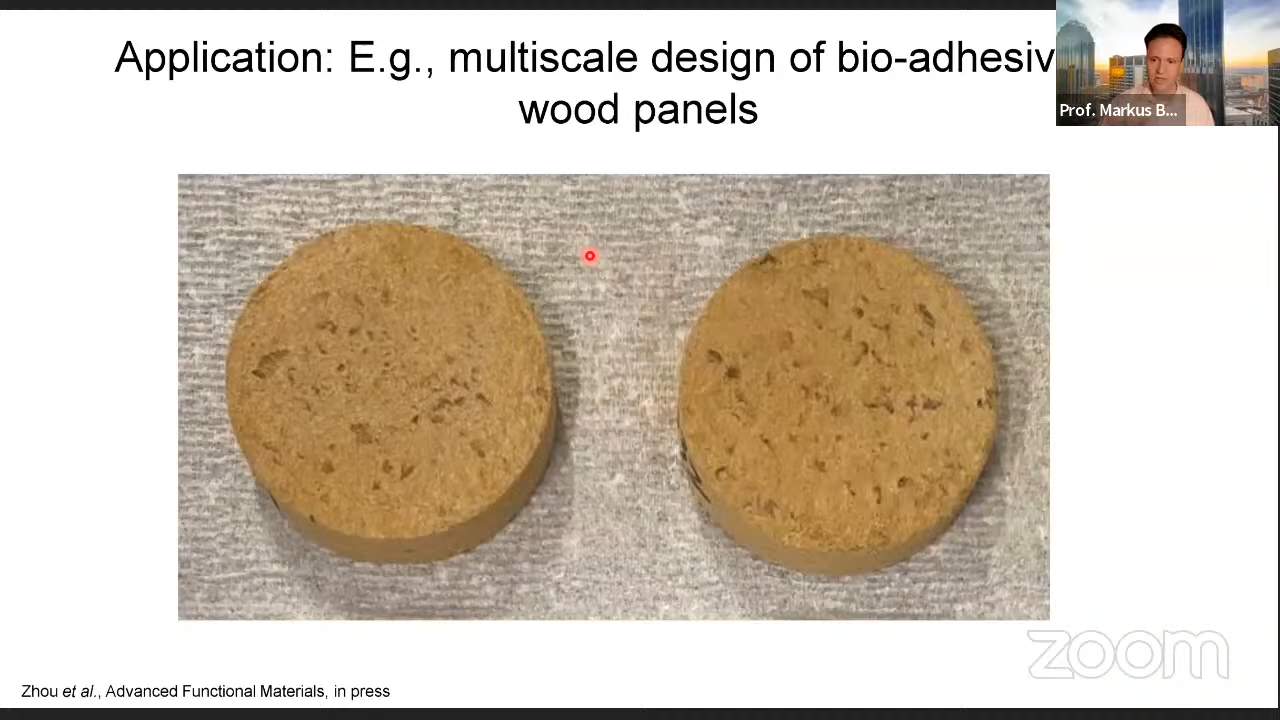 Application: E.g., multiscale design of bio-adhesiv
wood panels
Prof. Markus B...
zoom
Zhou et al., Advanced Functional Materials, in press